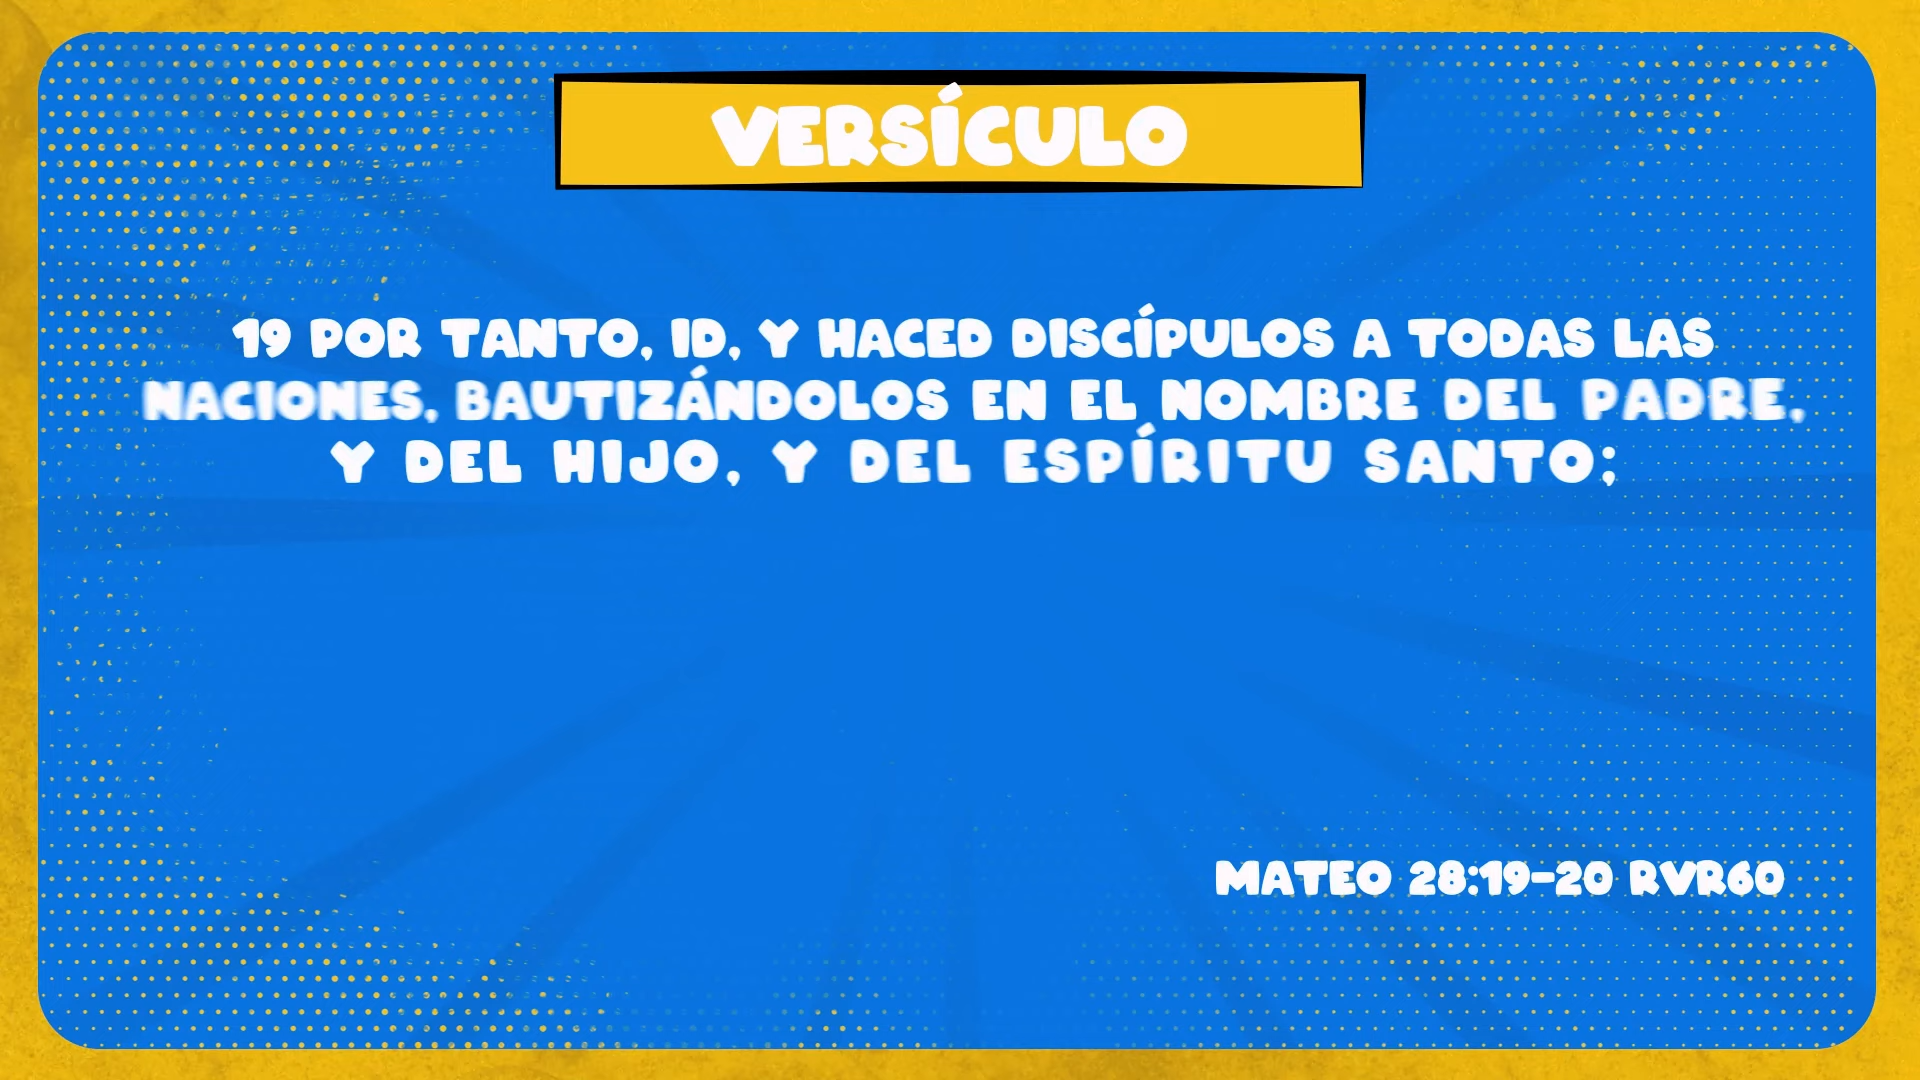 VERSÍCULO
19 POR TANTO, ID, Y HACED DISCÍPULOS A TODAS LAS
NACIONES, BAUTIZÁNDOLOS EN EL NOMBRE DEL PADRE,
Y DEL HIJO, Y DEL ESPÍRITU SANTO;
MATEO 28:19-20 RVR60